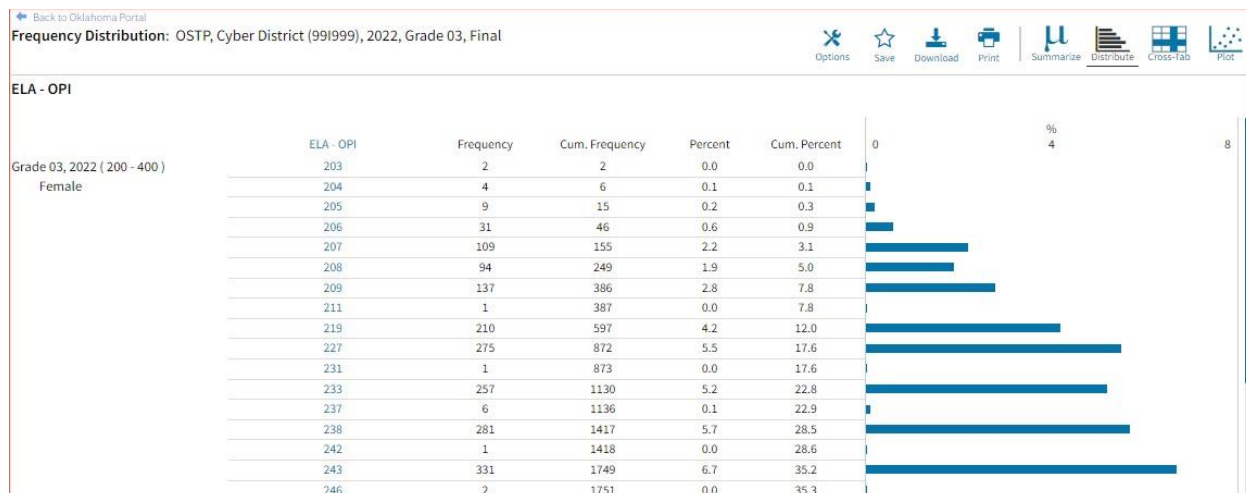 Back to Oklahoma Portal
Frequency Distribution: OSTP, Cyber District (99I999), 2022, Grade 03, Final
Options Save Download Print Summarize Distribute Cross-Tab Plot
ELA - OPI
%
ELA - OPI Frequency Cum. Frequency Percent Cum. Percent 0 4 8
Grade 03, 2022 ( 200 - 400 ) 203 2 2 0.0 0.0
Female 204 4 6 0.1 0.1
205 9 15 0.2 0.3
206 31 46 0.6 0.9
207 109 155 2.2 3.1
208 94 249 1.9 5.0
209 137 386 2.8 7.8
211 1 387 0.0 7.8
219 210 597 4.2 12.0
227 275 872 5.5 17.6
231 1 873 0.0 17.6
233 257 1130 5.2 22.8
237 6 1136 0.1 22.9
238 281 1417 5.7 28.5
242 1 1418 0.0 28.6
243 331 1749 6.7 35.2
246 2 1751 0.0 35.3